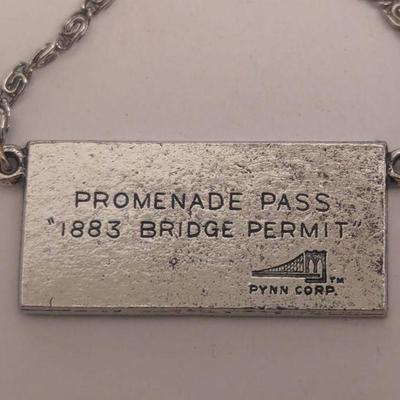 PROMENADE PASS
"1883 BRIDGE PERMIT"
TM
PYNN CORP.